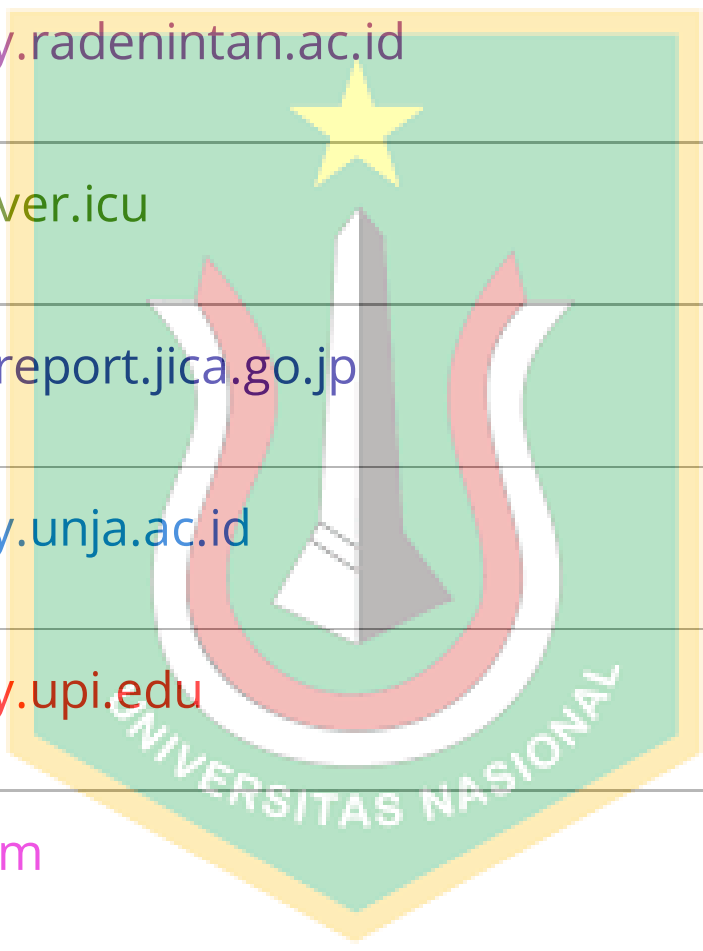 y.radenintan.ac.id
ver.icu
report.jica.go.jp
y.unja.ac.id
y.upi.edu
UNIVERSITAS NASIONAL
m